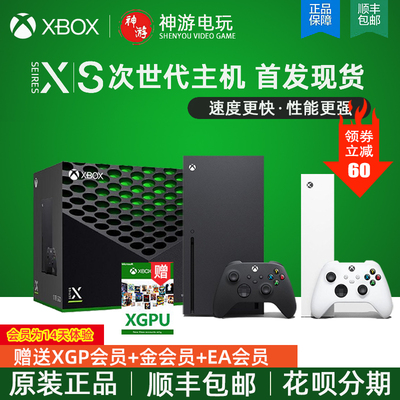 XBOX
神游
神游电玩
SHENYOU VIDEO GAME
正品保障
顺丰包邮
SEIRES X|S 次世代主机 首发现货
速度更快·性能更强
领券
立减
60
XBOX
XBOX
赠
XGPU
会员为14天体验
赠送XGP会员+金会员+EA会员
原装正品
顺丰包邮
花呗分期